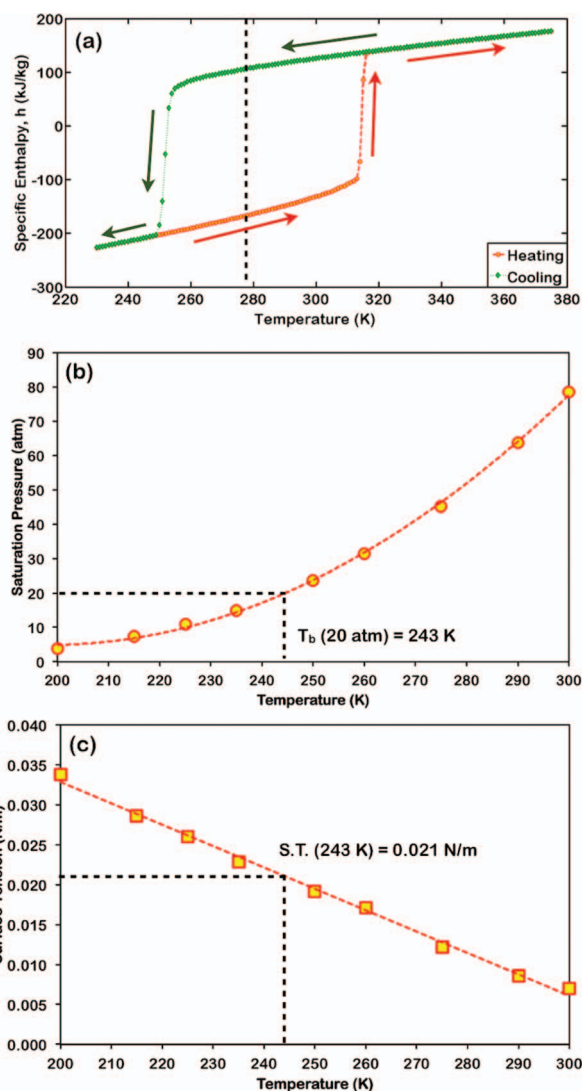 (a)
Specific Enthalpy, h (kJ/kg)
200
100
0
-100
-200
-300
220 240 260 280 300 320 340 360 380
Temperature (K)
Heating
Cooling
(b)
Saturation Pressure (atm)
90
80
70
60
50
40
30
20
10
0
T_b (20 atm) = 243 K
200 210 220 230 240 250 260 270 280 290 300
Temperature (K)
(c)
0.040
0.035
0.030
0.025
0.020
0.015
0.010
0.005
0.000
S.T. (243 K) = 0.021 N/m
200 210 220 230 240 250 260 270 280 290 300
Temperature (K)